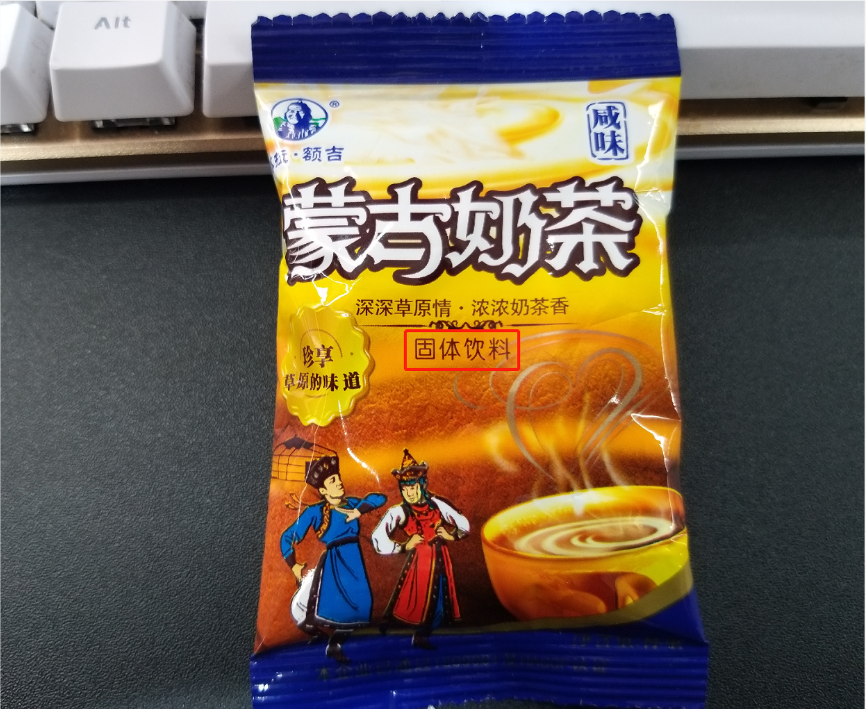 Alt
额吉
咸味
蒙古奶茶
深深草原情·浓浓奶茶香
固体饮料
珍享
草原的味道